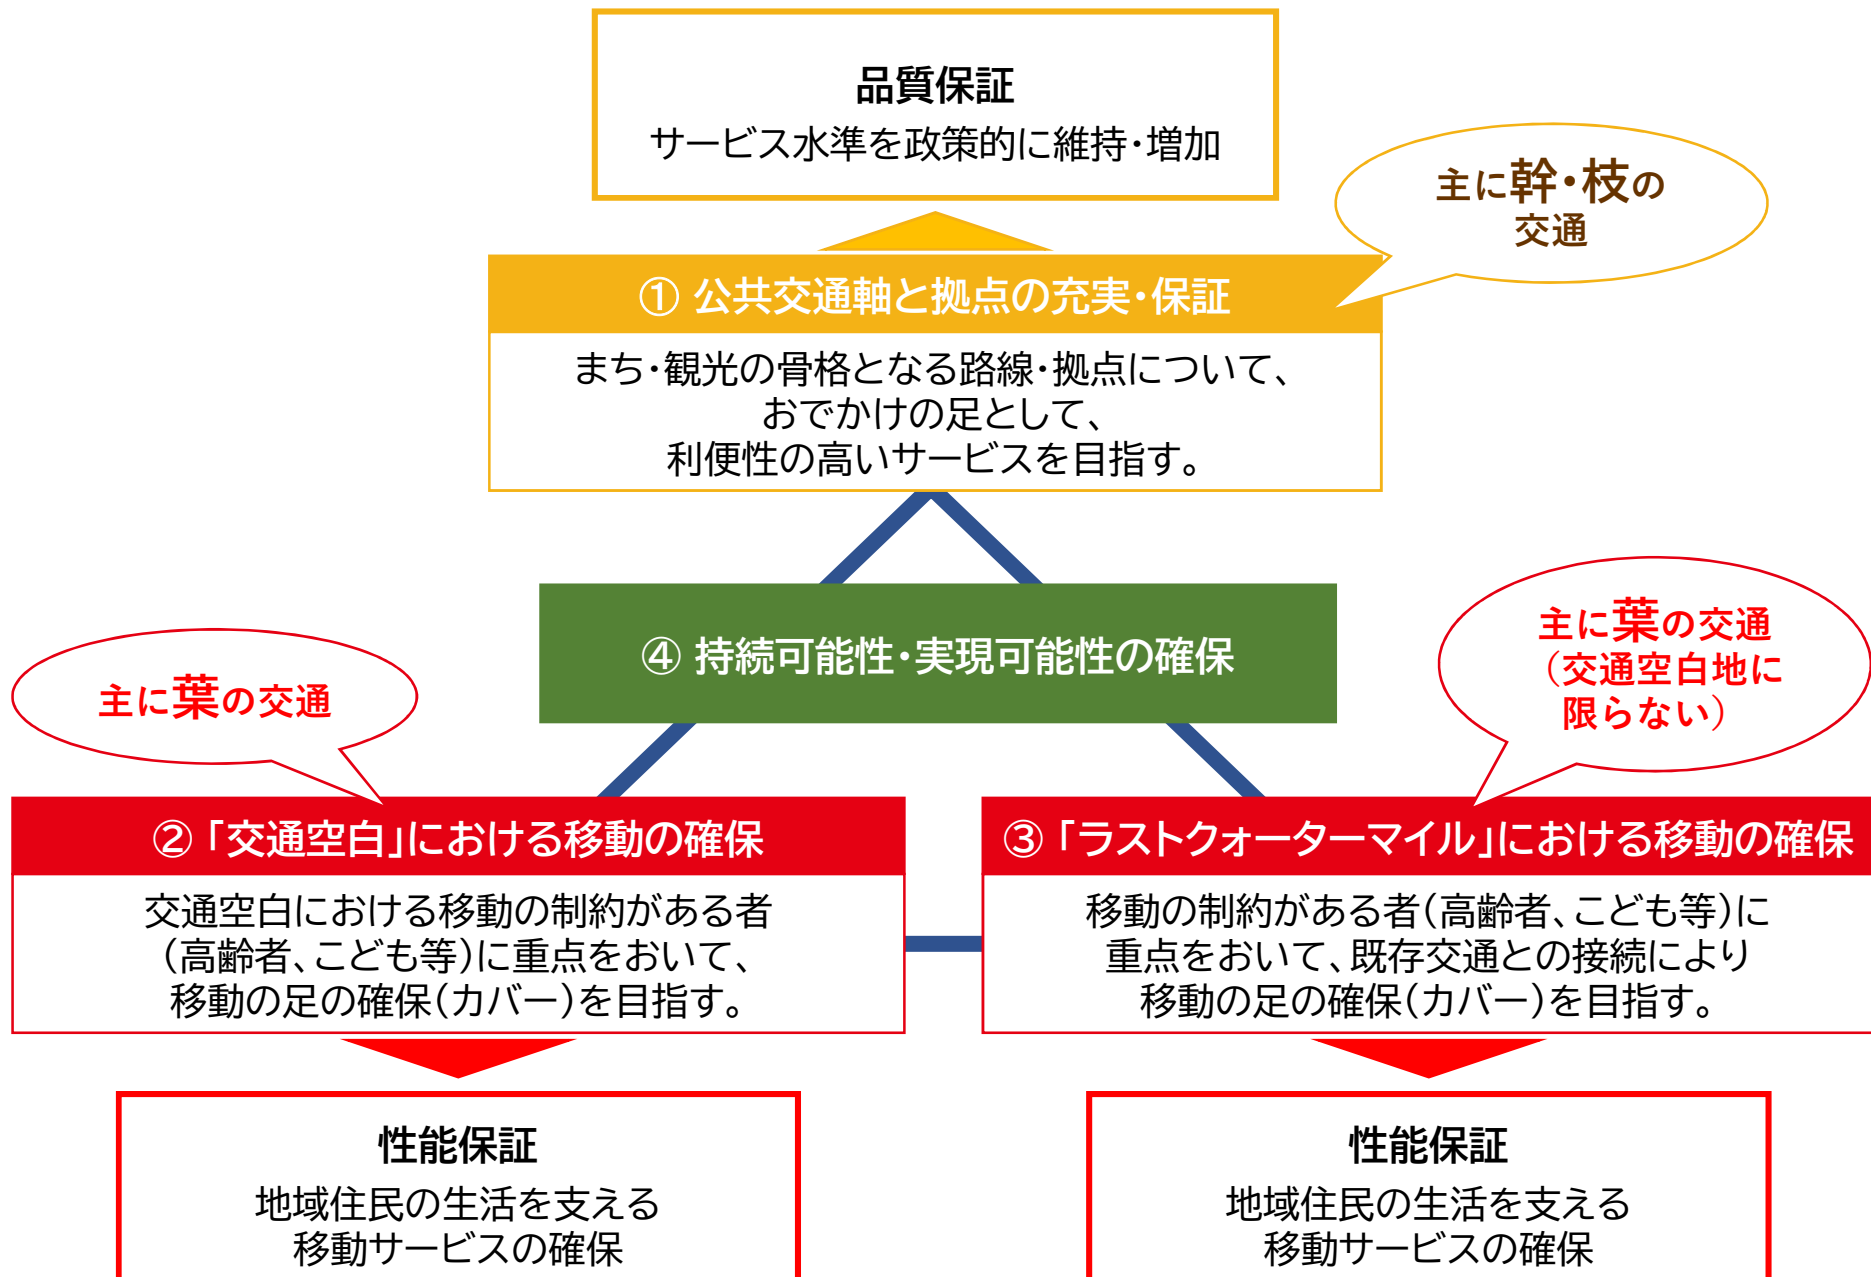 品質保証
サービス水準を政策的に維持・増加
主に幹・枝の
交通
① 公共交通軸と拠点の充実・保証
まち・観光の骨格となる路線・拠点について、
おでかけの足として、
利便性の高いサービスを目指す。
④ 持続可能性・実現可能性の確保
主に葉の交通
主に葉の交通
（交通空白地に
限らない）
② 「交通空白」における移動の確保
交通空白における移動の制約がある者
（高齢者、こども等）に重点をおいて、
移動の足の確保（カバー）を目指す。
③ 「ラストクォーターマイル」における移動の確保
移動の制約がある者（高齢者、こども等）に
重点をおいて、既存交通との接続により
移動の足の確保（カバー）を目指す。
性能保証
地域住民の生活を支える
移動サービスの確保
性能保証
地域住民の生活を支える
移動サービスの確保